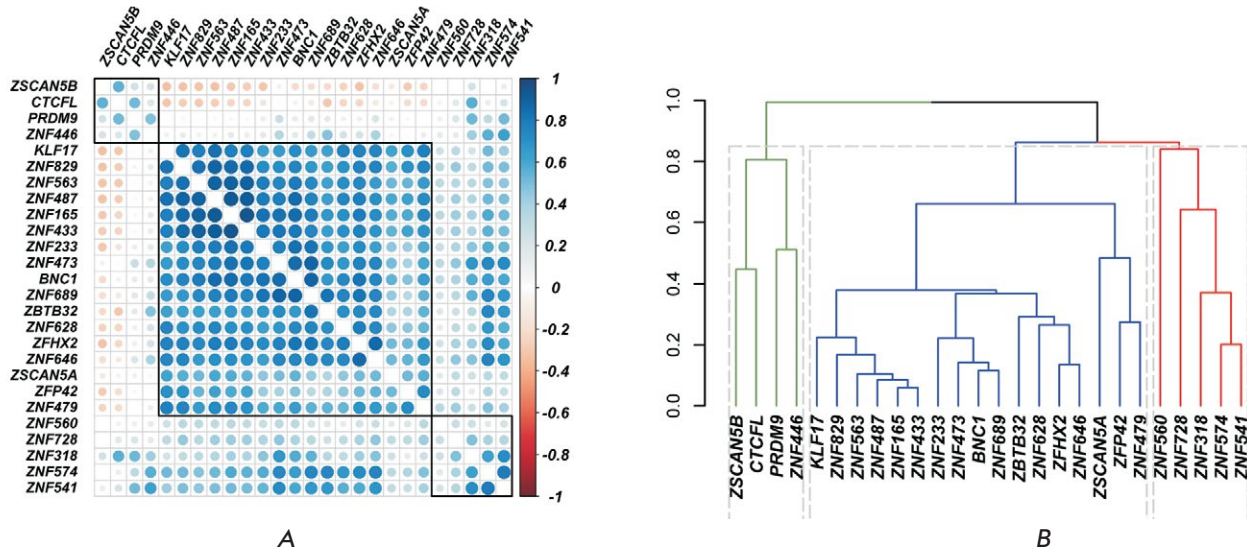 ZSCAN5B
CTCFL
PRDM9
ZNF446
KLF17
ZNF829
ZNF563
ZNF487
ZNF165
ZNF433
ZNF233
ZNF473
BNC1
ZNF689
ZBTB32
ZNF628
ZFHX2
ZNF646
ZSCAN5A
ZFP42
ZNF479
ZNF560
ZNF728
ZNF318
ZNF574
ZNF541
ZSCAN5B
CTCFL
PRDM9
ZNF446
KLF17
ZNF829
ZNF563
ZNF487
ZNF165
ZNF433
ZNF233
ZNF473
BNC1
ZNF689
ZBTB32
ZNF628
ZFHX2
ZNF646
ZSCAN5A
ZFP42
ZNF479
ZNF560
ZNF728
ZNF318
ZNF574
ZNF541
1
0.8
0.6
0.4
0.2
0
-0.2
-0.4
-0.6
-0.8
-1
A
1.0
0.8
0.6
0.4
0.2
0.0
ZSCAN5B
CTCFL
PRDM9
ZNF446
KLF17
ZNF829
ZNF563
ZNF487
ZNF165
ZNF433
ZNF233
ZNF473
BNC1
ZNF689
ZBTB32
ZNF628
ZFHX2
ZNF646
ZSCAN5A
ZFP42
ZNF479
ZNF560
ZNF728
ZNF318
ZNF574
ZNF541
B